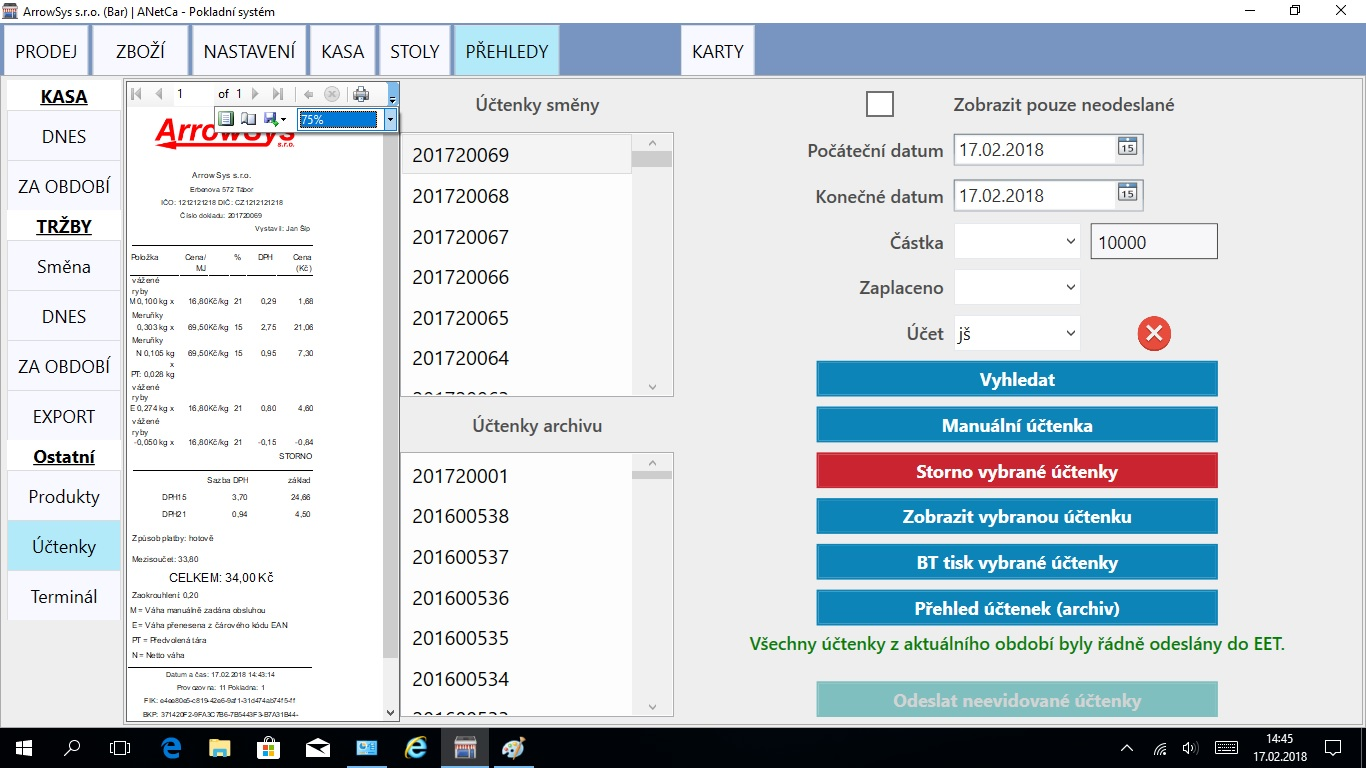 ArrowSys s.r.o. (Bar) | ANetCa - Pokladní systém
PRODEJ ZBOŽÍ NASTAVENÍ KASA STOLY PŘEHLEDY KARTY
KASA
DNES
ZA OBDOBÍ
TRŽBY
Směna
DNES
ZA OBDOBÍ
EXPORT
Ostatní
Produkty
Účtenky
Terminál
1 of 1
75%
ArrowSys
s.r.o.
ArrowSys s.r.o.
Erbenova 572 Tábor
IČO: 1212121218 DIČ: CZ1212121218
Číslo dokladu: 201720069
Vystavil: Jan Šíp
Položka Cena/ % DPH Cena
MJ (Kč)
vážené
ryby
M 0,100 kg x 16,80Kč/kg 21 0,29 1,68
Meruňky
0,303 kg x 69,50Kč/kg 15 2,75 21,06
Meruňky
N 0,105 kg 69,50Kč/kg 15 0,95 7,30
x
PT: 0,028 kg
vážené
ryby
E 0,274 kg x 16,80Kč/kg 21 0,80 4,60
vážené
ryby
-0,050 kg x 16,80Kč/kg 21 -0,15 -0,84
STORNO
Sazba DPH základ
DPH15 3,70 24,66
DPH21 0,94 4,50
Způsob platby: hotově
Mezisoučet: 33,80
CELKEM: 34,00 Kč
Zaokrouhlení: 0,20
M = Váha manuálně zadána obsluhou
E = Váha přenesena z čárového kódu EAN
PT = Předvolená tára
N = Netto váha
Datum a čas: 17.02.2018 14:43:14
Provozovna: 11 Pokladna: 1
FIK: e4ee80e5-c819-42e6-9af1-31d474ab74f5-ff
BKP: 371420F2-9FA3C7B6-7B5443F3-B7A31B44-
Účtenky směny
201720069
201720068
201720067
201720066
201720065
201720064
201720063
Účtenky archivu
201720001
201600538
201600537
201600536
201600535
201600534
201600533
Zobrazit pouze neodeslané
Počáteční datum 17.02.2018 15
Konečné datum 17.02.2018 15
Částka 10000
Zaplaceno
Účet jš
Vyhledat
Manuální účtenka
Storno vybrané účtenky
Zobrazit vybranou účtenku
BT tisk vybrané účtenky
Přehled účtenek (archiv)
Všechny účtenky z aktuálního období byly řádně odeslány do EET.
Odeslat neevidované účtenky
14:45
17.02.2018